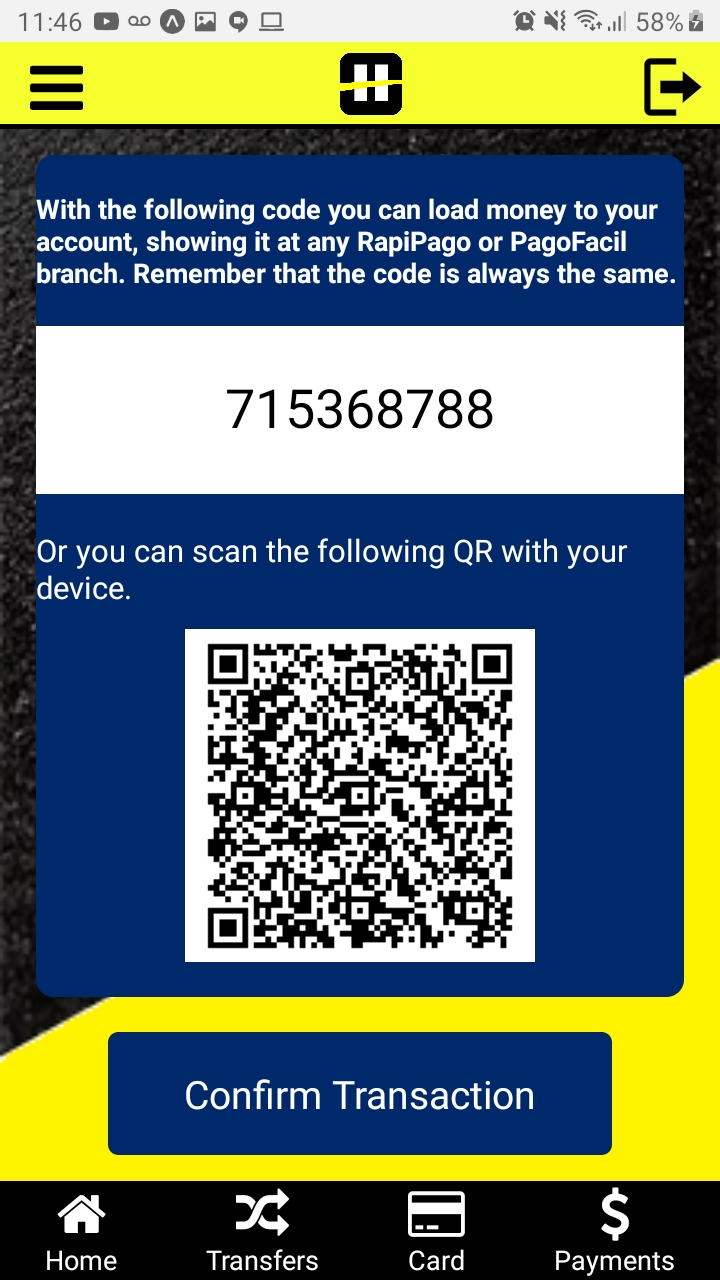 11:46
58%
With the following code you can load money to your
account, showing it at any RapiPago or PagoFacil
branch. Remember that the code is always the same.
715368788
Or you can scan the following QR with your
device.
Confirm Transaction
Home Transfers Card Payments